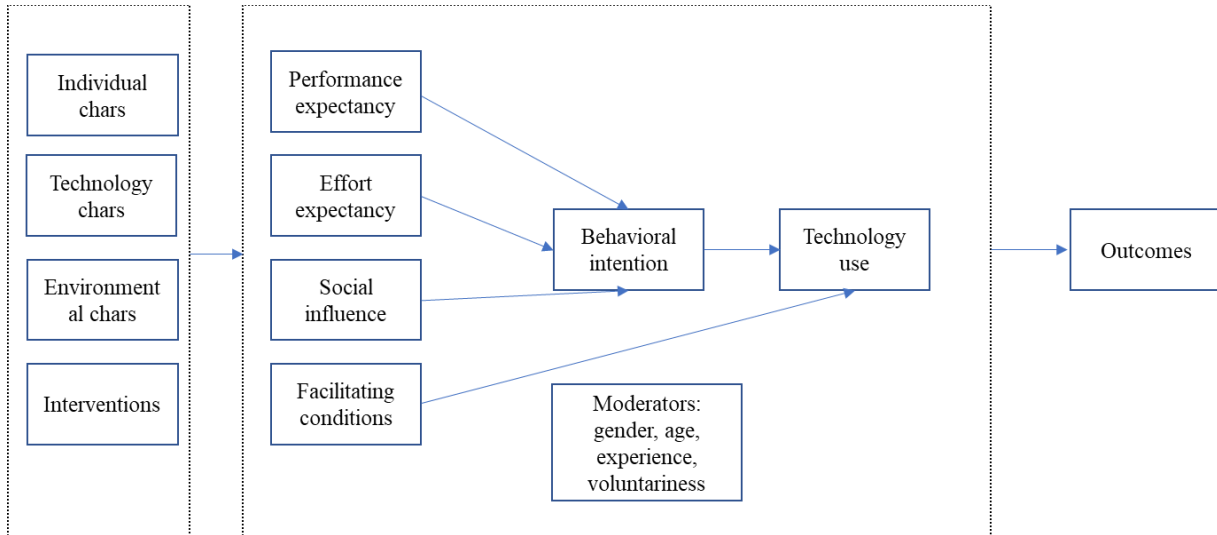 Individual
chars
Technology
chars
Environment
al chars
Interventions
Performance
expectancy
Effort
expectancy
Social
influence
Facilitating
conditions
Behavioral
intention
Technology
use
Moderators:
gender, age,
experience,
voluntariness
Outcomes